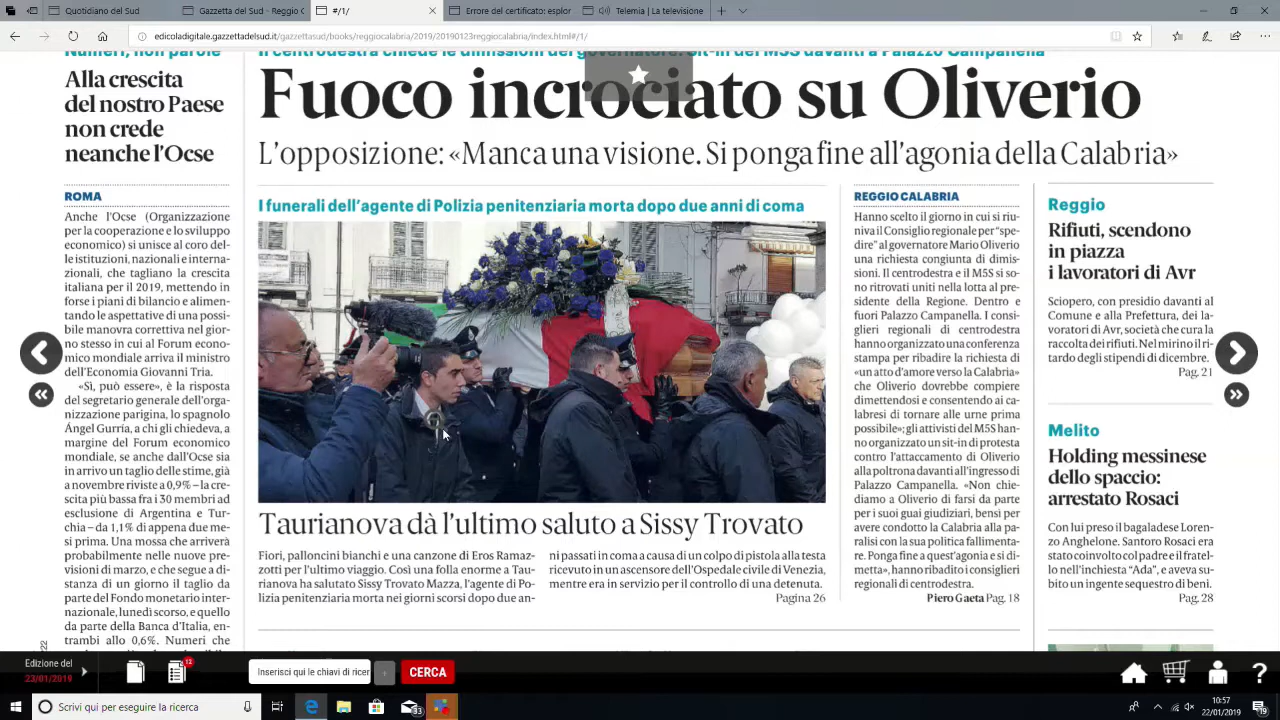 edicoladigitale.gazzettadelsud.it/gazzettasud/books/reggiocalabria/2019/20190123reggiocalabria/index.html#/1/
Numeri, non parole
Il centrodestra chiede le dimissioni del governatore. Sit-in del M5S davanti a Palazzo Campanella
Alla crescita
del nostro Paese
non crede
neanche l'Ocse
Fuoco incrociato su Oliverio
L'opposizione: «Manca una visione. Si ponga fine all'agonia della Calabria»
ROMA
Anche l'Ocse (Organizzazione
per la cooperazione e lo sviluppo
economico) si unisce al coro del-
le istituzioni, nazionali e interna-
zionali, che tagliano la crescita
italiana per il 2019, mettendo in
forse i piani di bilancio e alimen-
tando le aspettative di una possi-
bile manovra correttiva nel gior-
no stesso in cui al Forum econo-
mico mondiale arriva il ministro
dell'Economia Giovanni Tria.
«Sì, può essere», è la risposta
del segretario generale dell'orga-
nizzazione parigina, lo spagnolo
Ángel Gurría, a chi gli chiedeva, a
margine del Forum economico
mondiale, se anche dall'Ocse sia
in arrivo un taglio delle stime, già
a novembre riviste a 0,9% – la cre-
scita più bassa fra i 30 membri ad
esclusione di Argentina e Tur-
chia – da 1,1% di appena due me-
si prima. Una mossa che arriverà
probabilmente nelle nuove pre-
visioni di marzo, e che segue a di-
stanza di un giorno il taglio da
parte del Fondo monetario inter-
nazionale, lunedì scorso, e quello
da parte della Banca d'Italia, en-
trambi allo 0,6%. Numeri che
I funerali dell'agente di Polizia penitenziaria morta dopo due anni di coma
Taurianova dà l'ultimo saluto a Sissy Trovato
Fiori, palloncini bianchi e una canzone di Eros Ramaz-
zotti per l'ultimo viaggio. Così una folla enorme a Tau-
rianova ha salutato Sissy Trovato Mazza, l'agente di Po-
lizia penitenziaria morta nei giorni scorsi dopo due an-
ni passati in coma a causa di un colpo di pistola alla testa
ricevuto in un ascensore dell'Ospedale civile di Venezia,
mentre era in servizio per il controllo di una detenuta.
Pagina 26
REGGIO CALABRIA
Hanno scelto il giorno in cui si riu-
niva il Consiglio regionale per “spe-
dire” al governatore Mario Oliverio
una richiesta congiunta di dimis-
sioni. Il centrodestra e il M5S si so-
no ritrovati uniti nella lotta al pre-
sidente della Regione. Dentro e
fuori Palazzo Campanella. I consi-
glieri regionali di centrodestra
hanno organizzato una conferenza
stampa per ribadire la richiesta di
«un atto d'amore verso la Calabria»
che Oliverio dovrebbe compiere
dimettendosi e consentendo ai ca-
labresi di tornare alle urne prima
possibile»; gli attivisti del M5S han-
no organizzato un sit-in di protesta
contro l'attaccamento di Oliverio
alla poltrona davanti all'ingresso di
Palazzo Campanella. «Non chie-
diamo a Oliverio di farsi da parte
per i suoi guai giudiziari, bensì per
avere condotto la Calabria alla pa-
ralisi con la sua politica fallimenta-
re. Ponga fine a quest'agonia e si di-
metta», hanno ribadito i consiglieri
regionali di centrodestra.
Piero Gaeta Pag. 18
Reggio
Rifiuti, scendono
in piazza
i lavoratori di Avr
Sciopero, con presidio davanti al
Comune e alla Prefettura, dei la-
voratori di Avr, società che cura la
raccolta dei rifiuti. Nel mirino il ri-
tardo degli stipendi di dicembre.
Pag. 21
Melito
Holding messinese
dello spaccio:
arrestato Rosaci
Con lui preso il bagaladese Loren-
zo Anghelone. Santoro Rosaci era
stato coinvolto col padre e il fratel-
lo nell'inchiesta “Ada”, e aveva su-
bito un ingente sequestro di beni.
Pag. 28
Edizione del
23/01/2019
12
Inserisci qui le chiavi di ricer
CERCA
?
Scrivi qui per eseguire la ricerca
33
10:57
22/01/2019